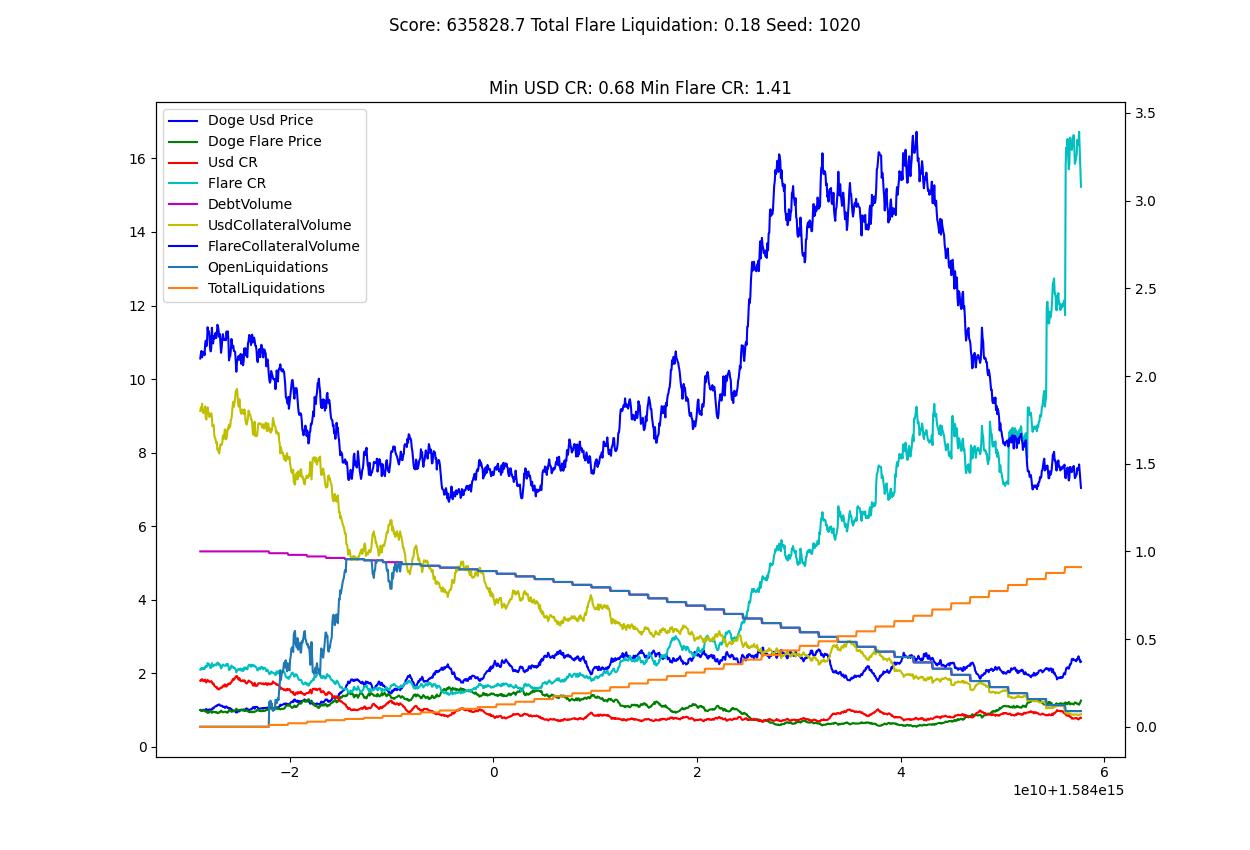 Score: 635828.7 Total Flare Liquidation: 0.18 Seed: 1020
Min USD CR: 0.68 Min Flare CR: 1.41
Doge Usd Price
Doge Flare Price
Usd CR
Flare CR
DebtVolume
UsdCollateralVolume
FlareCollateralVolume
OpenLiquidations
TotalLiquidations
16
14
12
10
8
6
4
2
0
3.5
3.0
2.5
2.0
1.5
1.0
0.5
0.0
−2 0 2 4 6
1e10+1.584e15